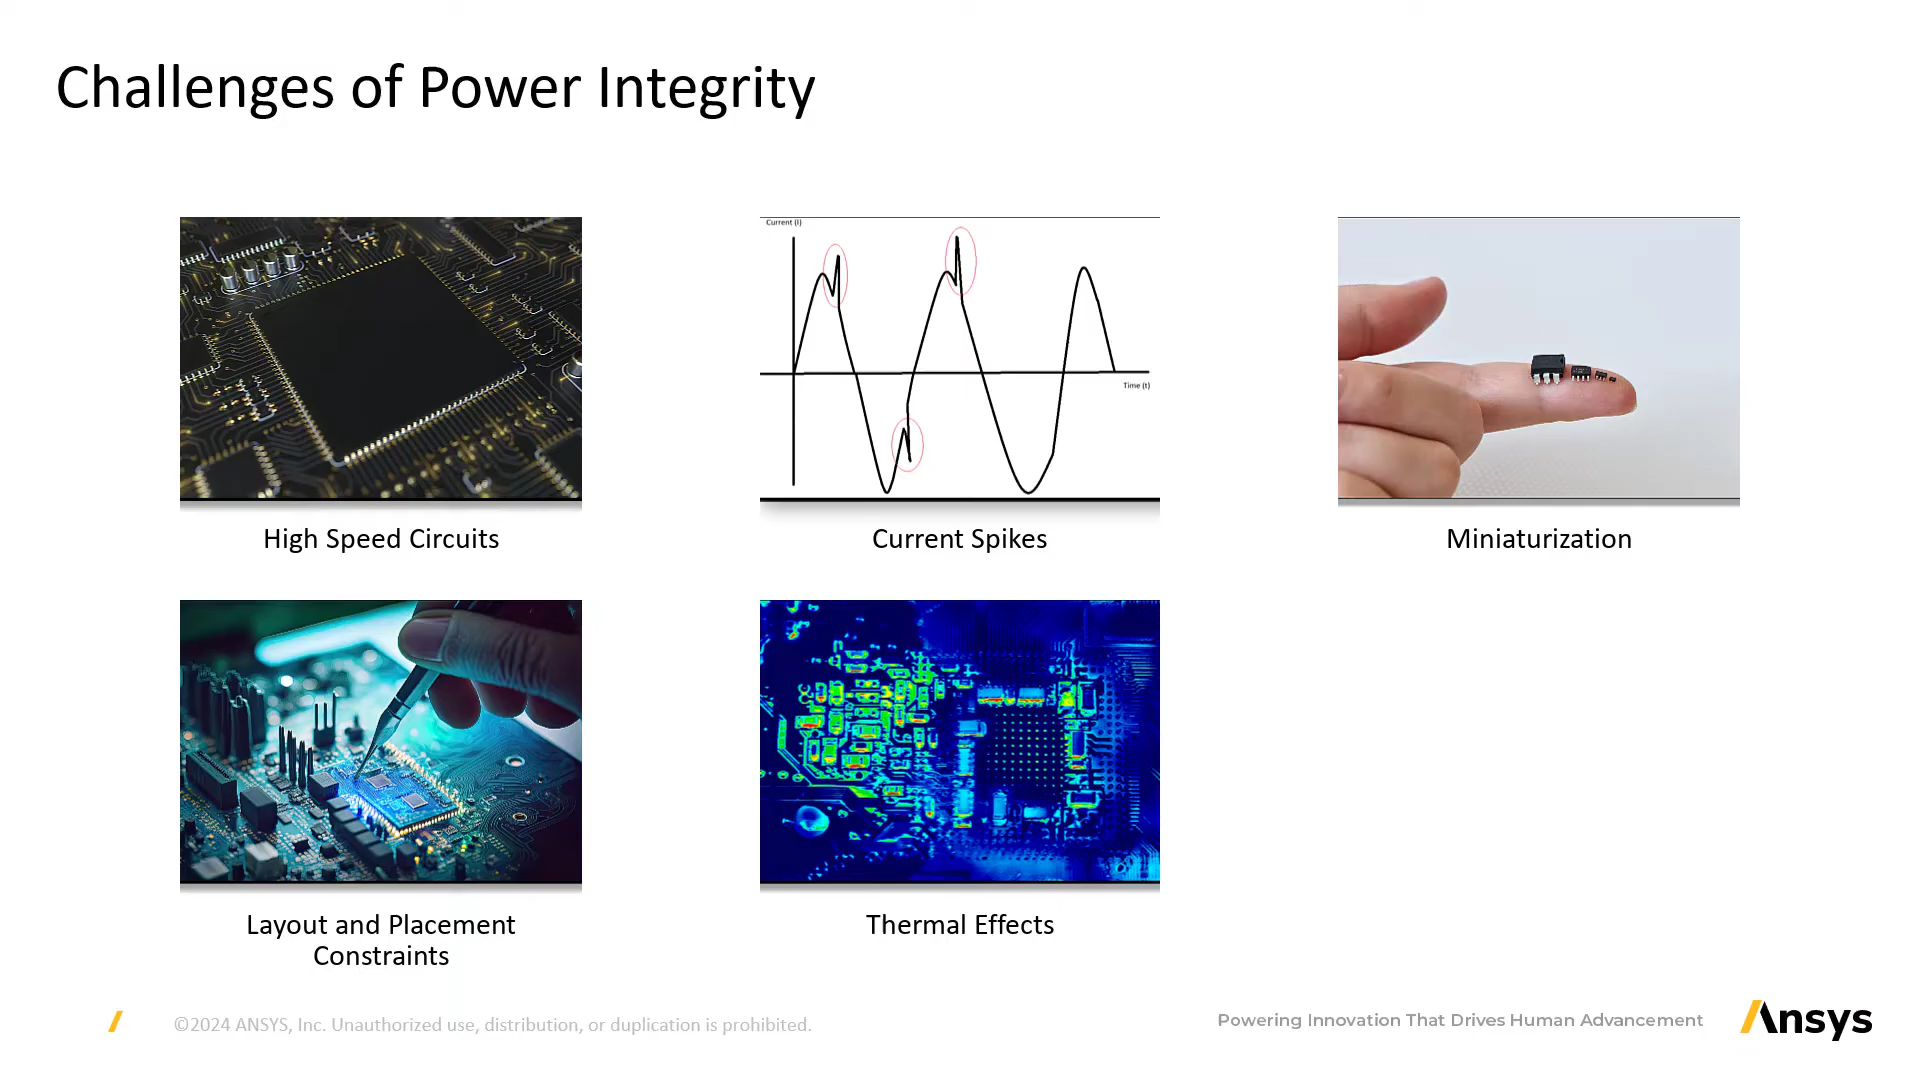 Challenges of Power Integrity
Current (I)
Time (t)
High Speed Circuits
Current Spikes
Miniaturization
Layout and Placement
Constraints
Thermal Effects
©2024 ANSYS, Inc. Unauthorized use, distribution, or duplication is prohibited.
Powering Innovation That Drives Human Advancement
Ansys